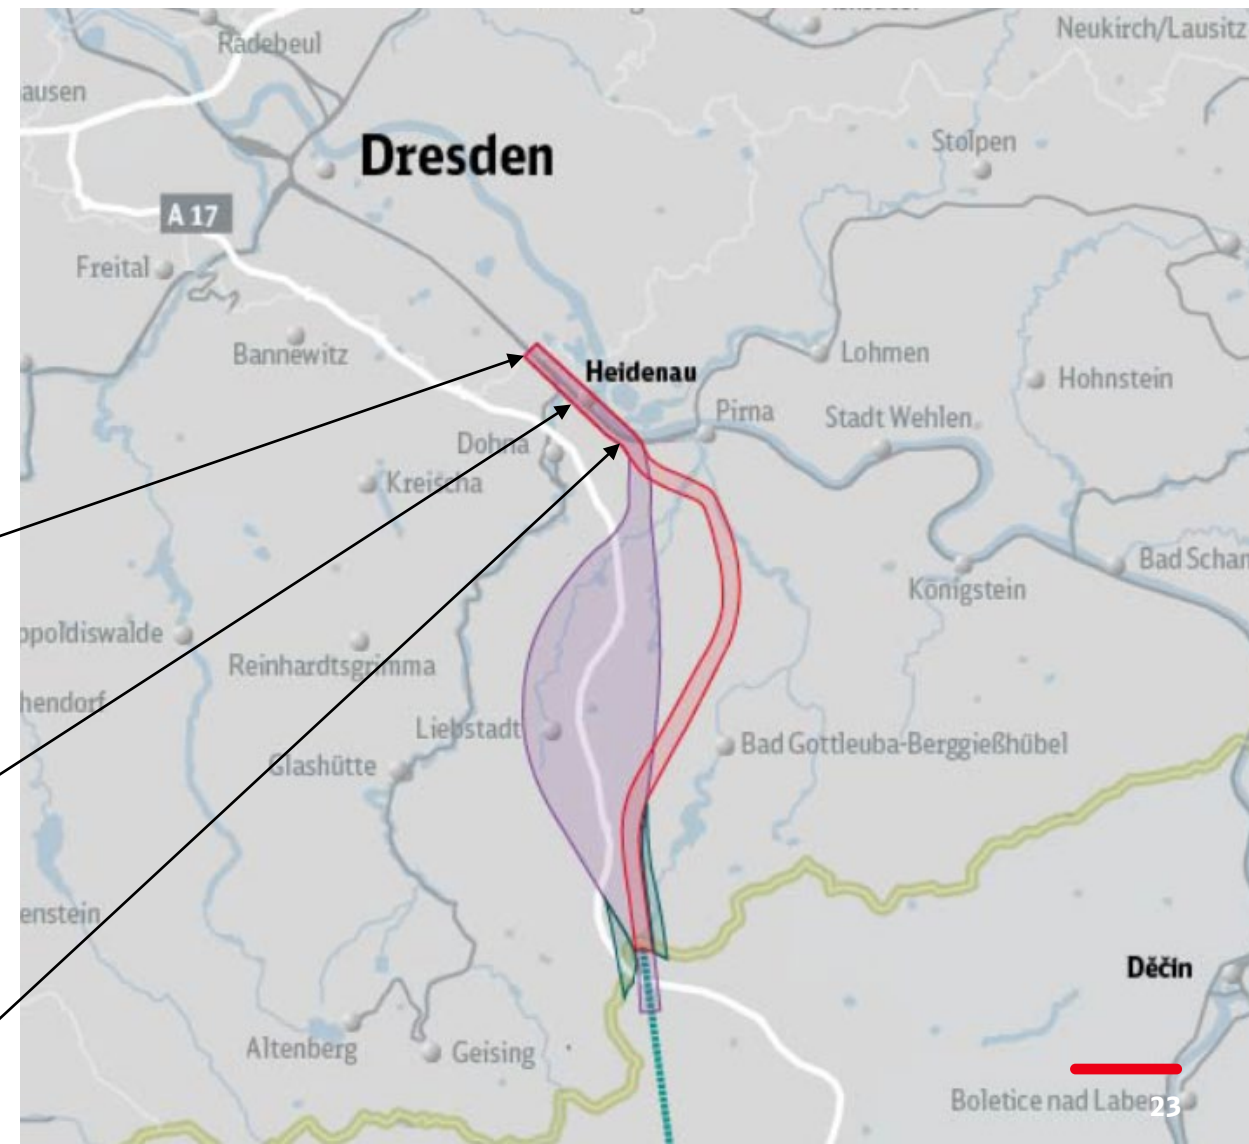 Neukirch/Lausitz
Radebeul
ausen
Dresden
Stolpen
A 17
Freital
Bannewitz
Heidenau
Lohmen
Hohnstein
Pirna
Stadt Wehlen
Dohna
Kreischa
Königstein
Bad Schan
ppoldiswalde
Reinhardtsgrimma
hendorf
Liebstadt
Bad Gottleuba-Berggießhübel
Glashütte
enstein
Děčín
Altenberg
Geising
Boletice nad Labem
23